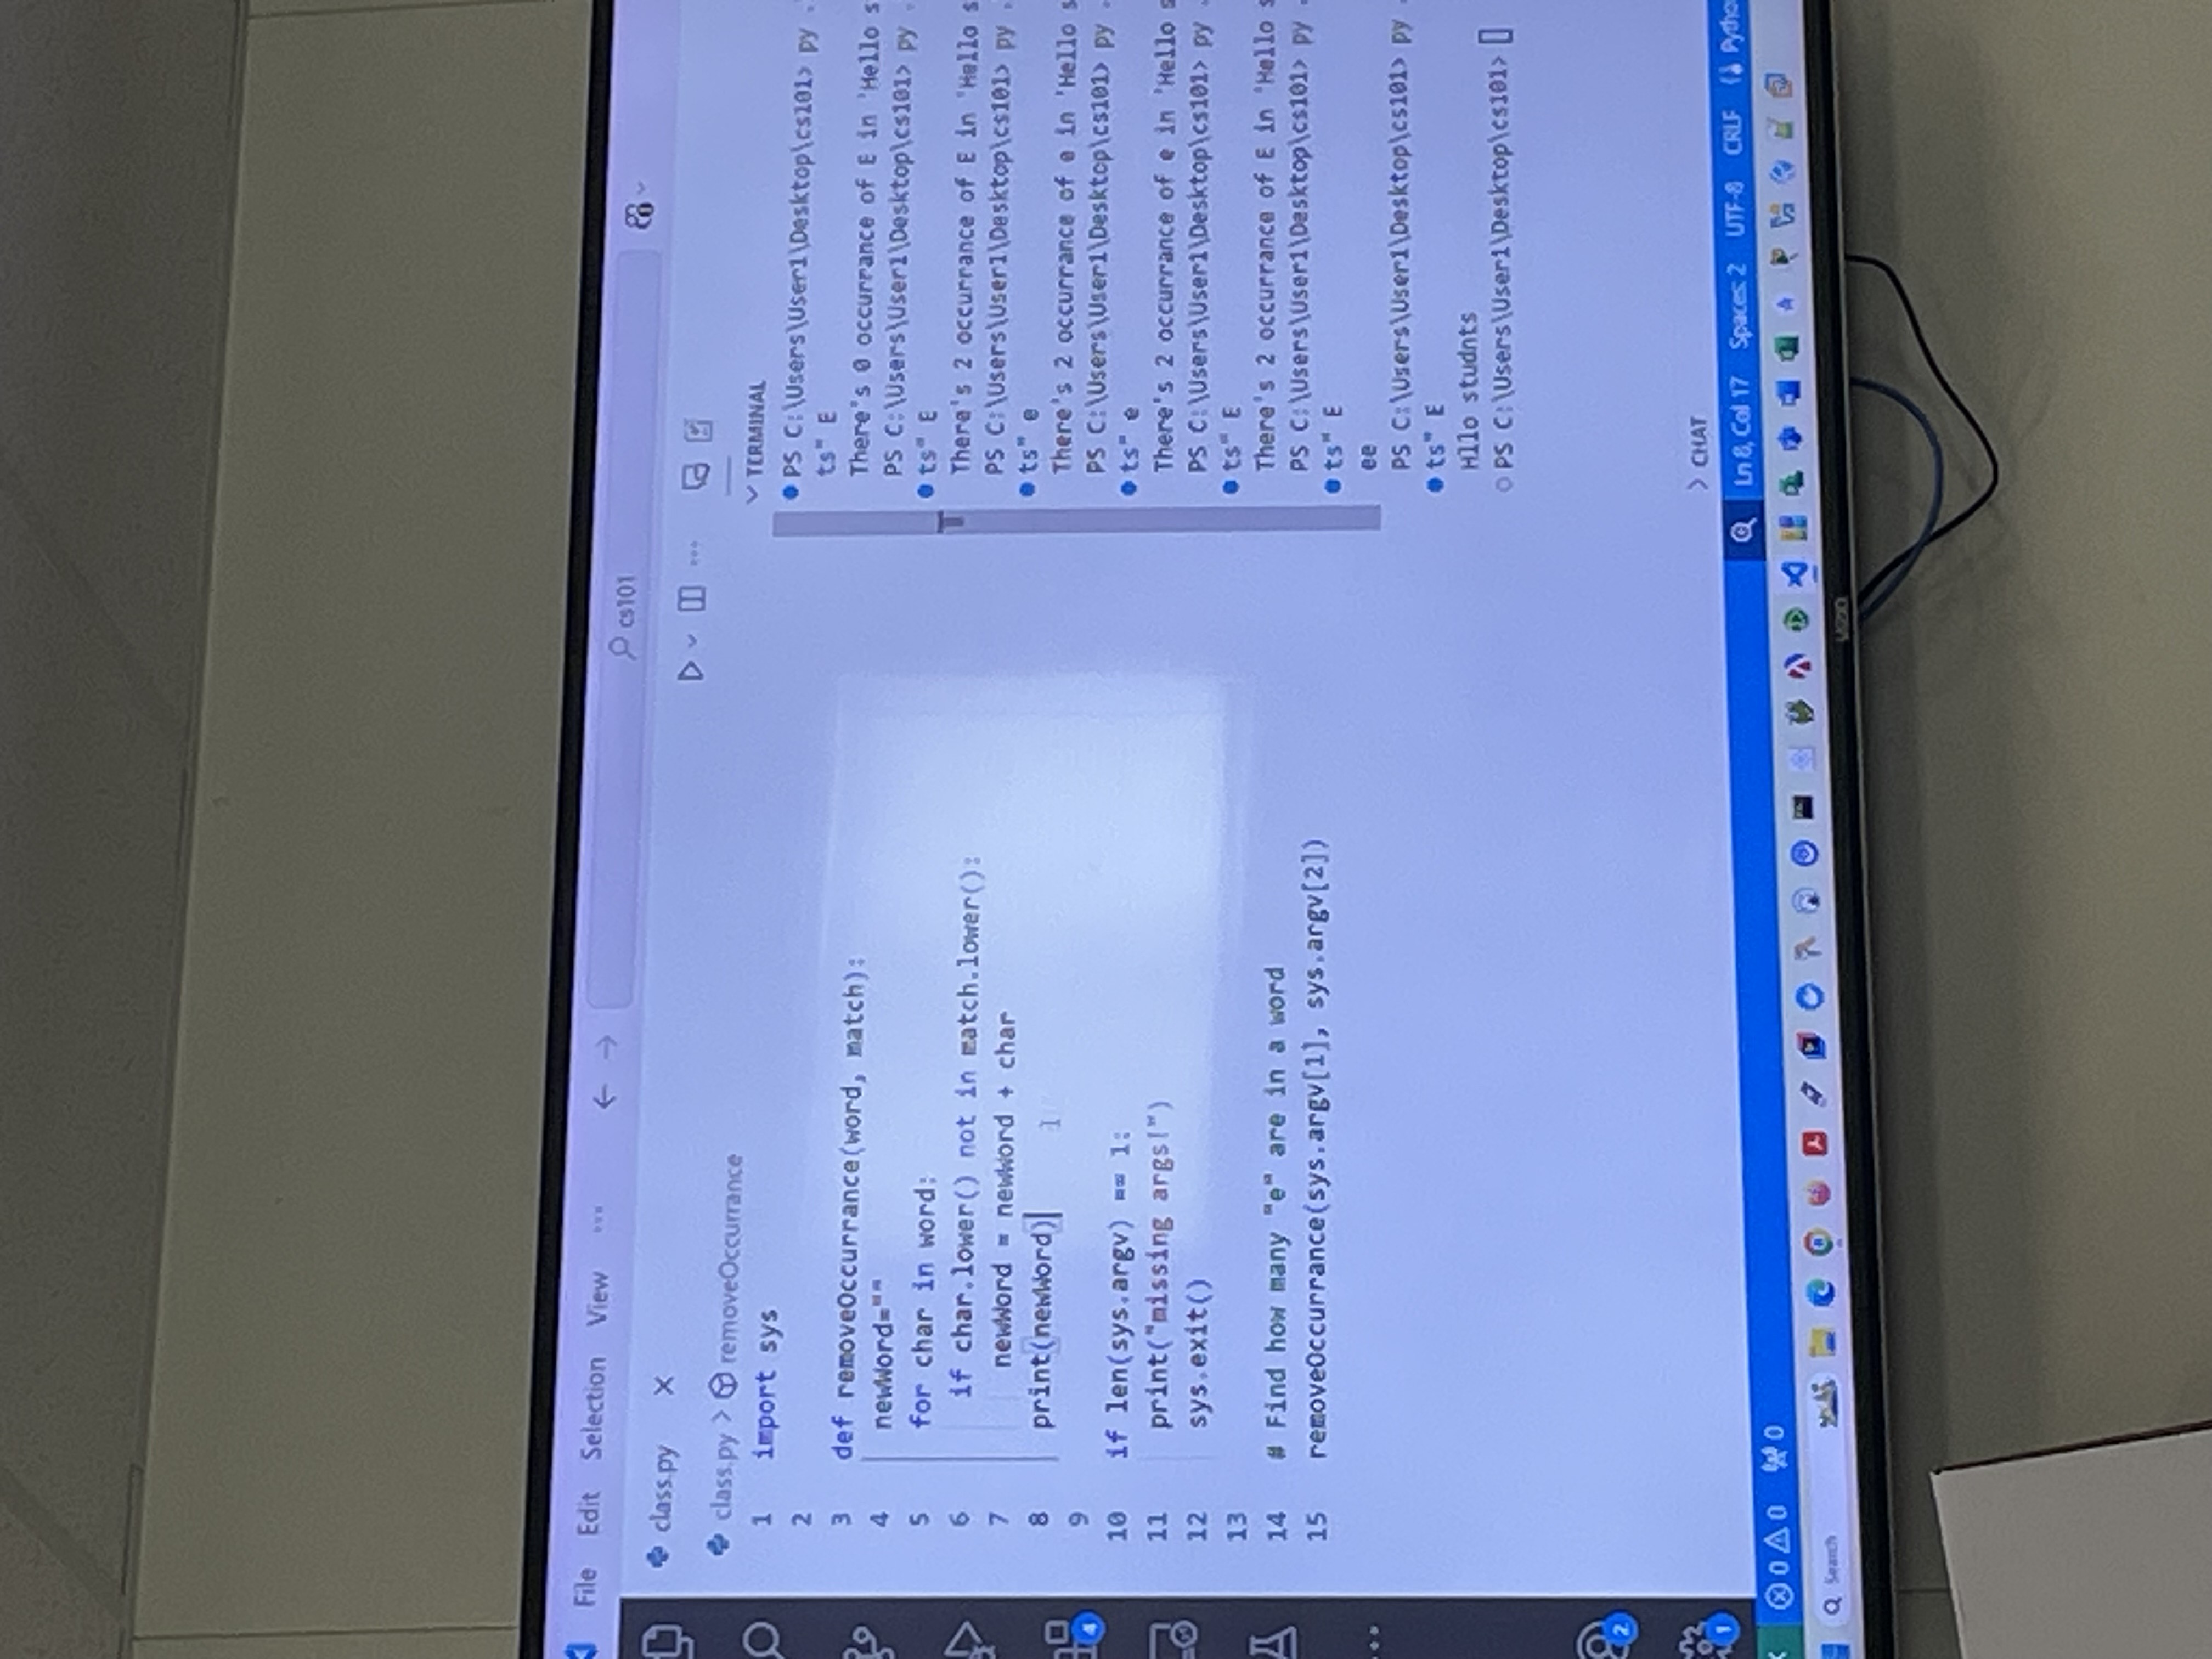 File Edit Selection View
cs101
class.py
class.py > removeOccurrance
1 import sys
2
3 def removeOccurrance(word, match):
4 newWord=""
5 for char in word:
6 if char.lower() not in match.lower():
7 newWord = newWord + char
8 print(newWord)
9
10 if len(sys.argv) == 1:
11 print("missing args!")
12 sys.exit()
13
14 # Find how many "e" are in a word
15 removeOccurrance(sys.argv[1], sys.argv[2])
TERMINAL
PS C:\Users\User1\Desktop\cs101> py .
ts" E
There's 0 occurrance of E in 'Hello s
PS C:\Users\User1\Desktop\cs101> py .
ts" E
There's 2 occurrance of E in 'Hello s
PS C:\Users\User1\Desktop\cs101> py .
ts" e
There's 2 occurrance of e in 'Hello s
PS C:\Users\User1\Desktop\cs101> py .
ts" e
There's 2 occurrance of e in 'Hello s
PS C:\Users\User1\Desktop\cs101> py .
ts" E
There's 2 occurrance of E in 'Hello s
PS C:\Users\User1\Desktop\cs101> py .
ts" E
ee
PS C:\Users\User1\Desktop\cs101> py .
ts" E
Hllo studnts
PS C:\Users\User1\Desktop\cs101>
CHAT
4
2
1
0 0 0
Ln 8, Col 17 Spaces: 2 UTF-8 CRLF Pytho
Search
VIZIO